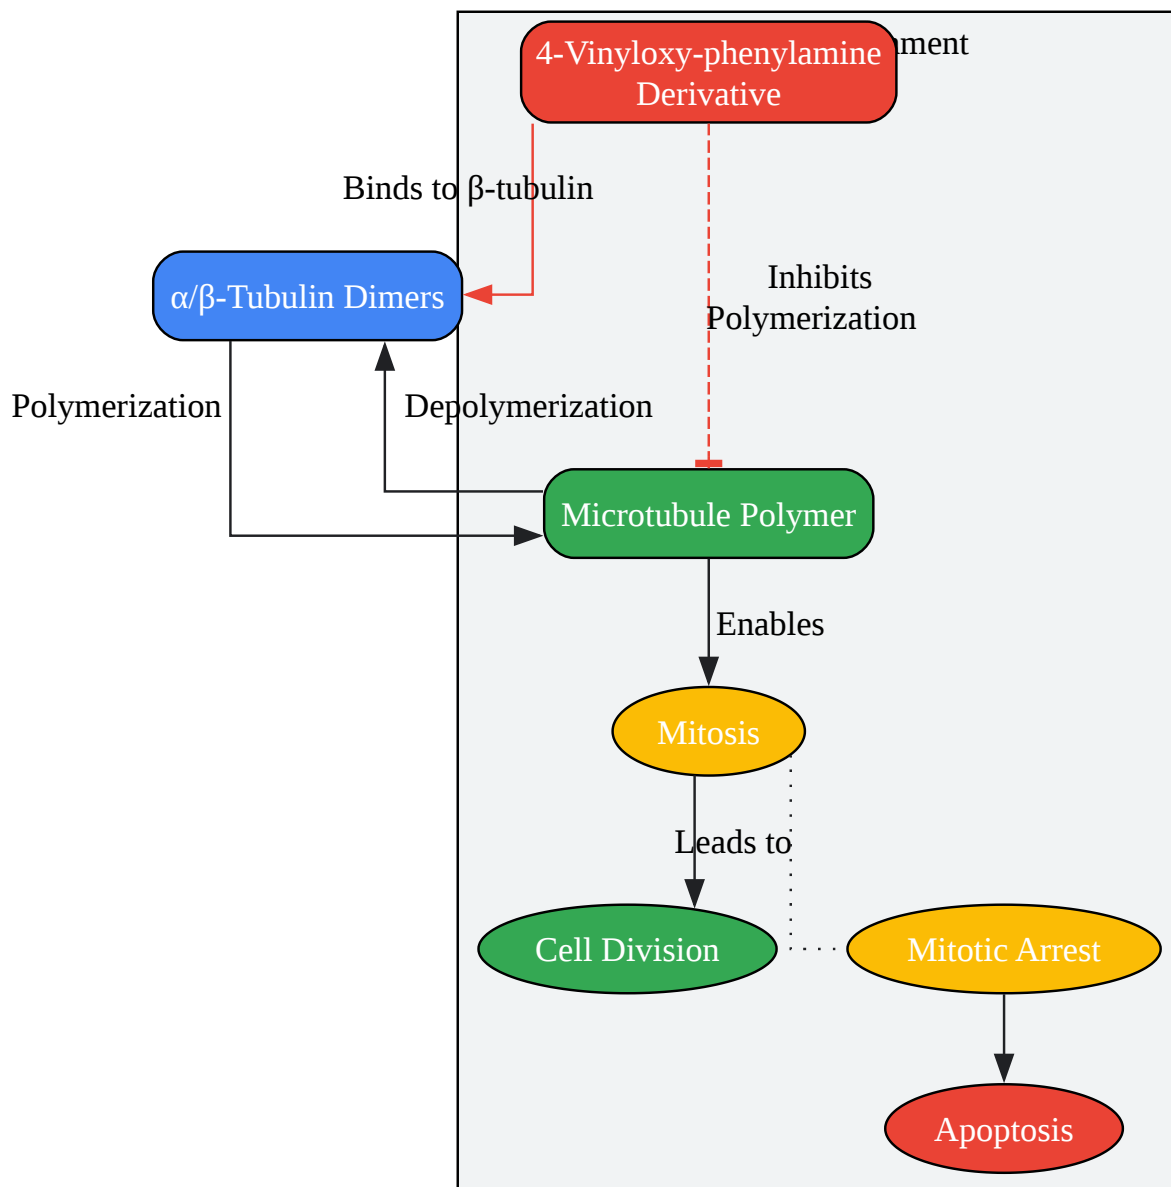 4-Vinyloxy-phenylamine
Derivative
Binds to β-tubulin
α/β-Tubulin Dimers
Inhibits
Polymerization
Polymerization
Depolymerization
Microtubule Polymer
Enables
Mitosis
Leads to
Cell Division
Mitotic Arrest
Apoptosis